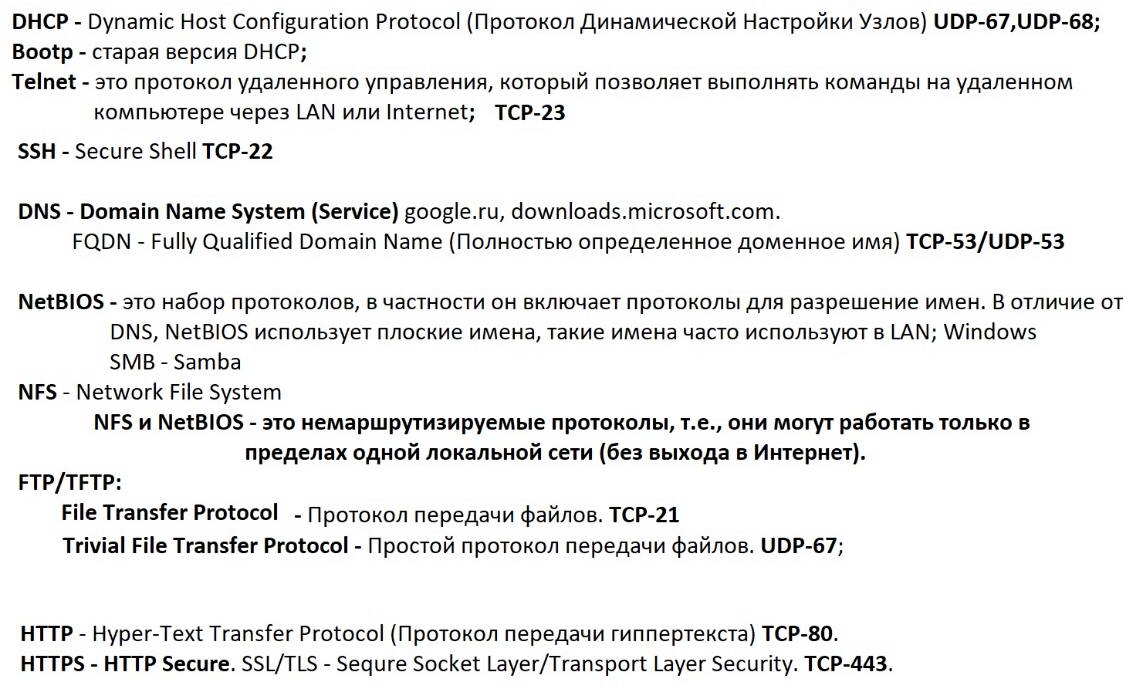 DHCP - Dynamic Host Configuration Protocol (Протокол Динамической Настройки Узлов) UDP-67,UDP-68;
Bootp - старая версия DHCP;
Telnet - это протокол удаленного управления, который позволяет выполнять команды на удаленном
компьютере через LAN или Internet; TCP-23
SSH - Secure Shell TCP-22
DNS - Domain Name System (Service) google.ru, downloads.microsoft.com.
FQDN - Fully Qualified Domain Name (Полностью определенное доменное имя) TCP-53/UDP-53
NetBIOS - это набор протоколов, в частности он включает протоколы для разрешение имен. В отличие от
DNS, NetBIOS использует плоские имена, такие имена часто используют в LAN; Windows
SMB - Samba
NFS - Network File System
NFS и NetBIOS - это немаршрутизируемые протоколы, т.е., они могут работать только в
пределах одной локальной сети (без выхода в Интернет).
FTP/TFTP:
File Transfer Protocol - Протокол передачи файлов. TCP-21
Trivial File Transfer Protocol - Простой протокол передачи файлов. UDP-67;
HTTP - Hyper-Text Transfer Protocol (Протокол передачи гиппертекста) TCP-80.
HTTPS - HTTP Secure. SSL/TLS - Sequre Socket Layer/Transport Layer Security. TCP-443.